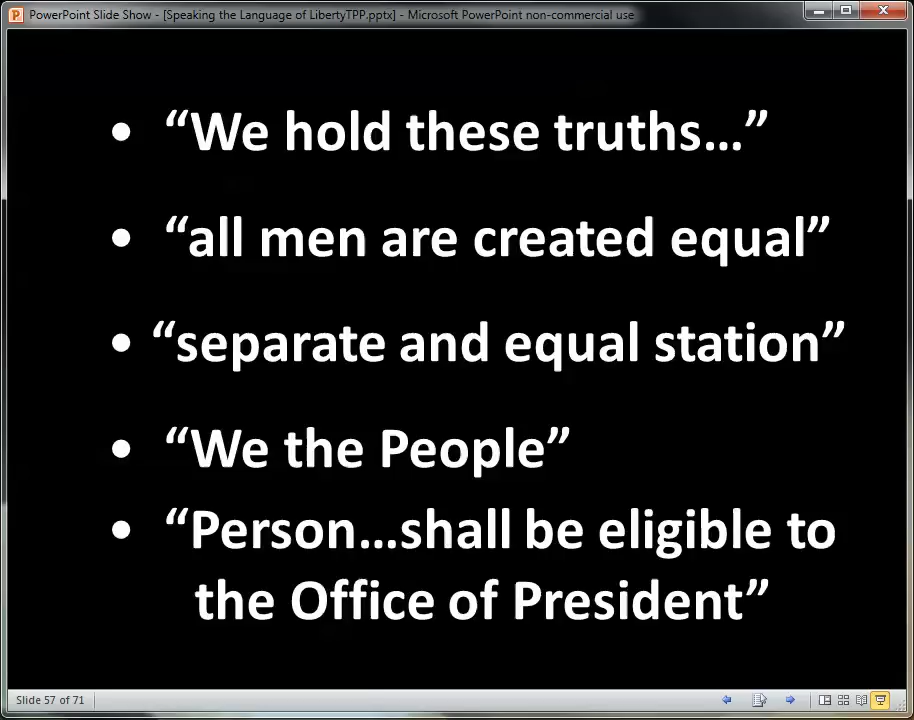 PowerPoint Slide Show - [Speaking the Language of LibertyTPP.pptx] - Microsoft PowerPoint non-commercial use
• “We hold these truths…”
• “all men are created equal”
• “separate and equal station”
• “We the People”
• “Person…shall be eligible to
the Office of President”
Slide 57 of 71